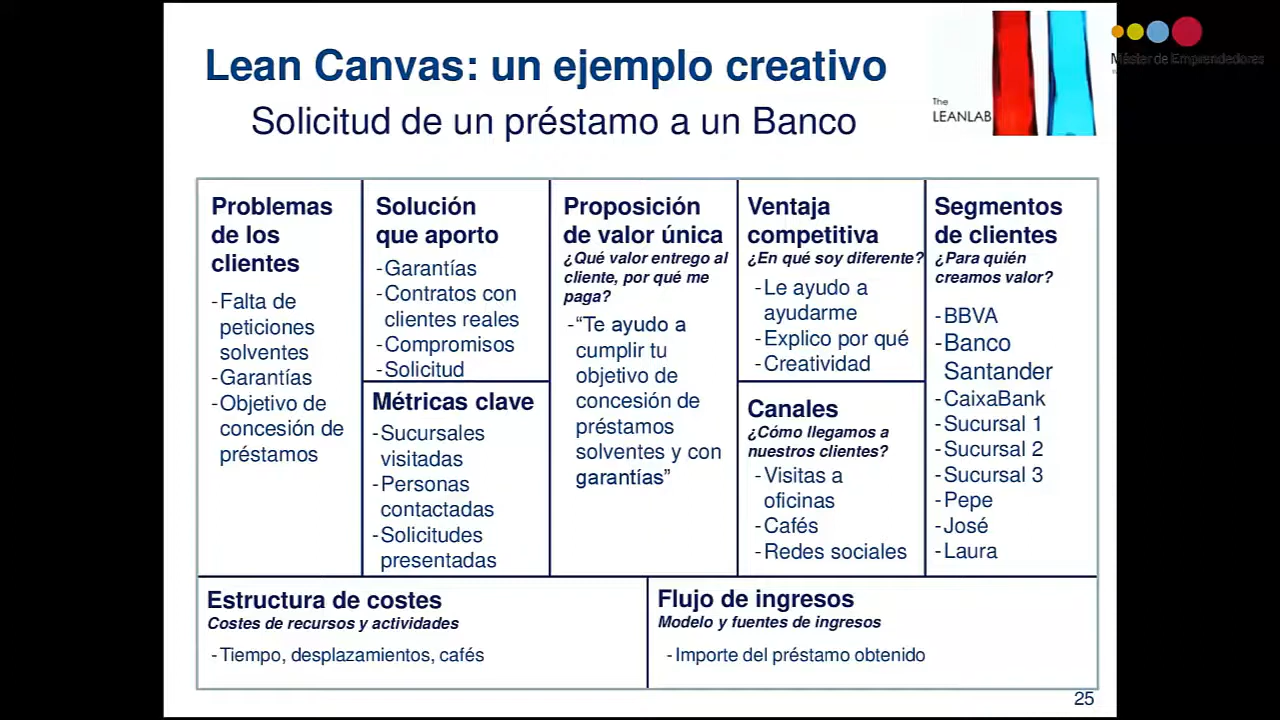 Lean Canvas: un ejemplo creativo
Solicitud de un préstamo a un Banco
The
LEANLAB
Máster de Emprendedores
Problemas
de los
clientes
-Falta de
peticiones
solventes
-Garantías
-Objetivo de
concesión de
préstamos
Solución
que aporto
-Garantías
-Contratos con
clientes reales
-Compromisos
-Solicitud
Métricas clave
-Sucursales
visitadas
-Personas
contactadas
-Solicitudes
presentadas
Proposición
de valor única
¿Qué valor entrego al
cliente, por qué me
paga?
-“Te ayudo a
cumplir tu
objetivo de
concesión de
préstamos
solventes y con
garantías”
Ventaja
competitiva
¿En qué soy diferente?
-Le ayudo a
ayudarme
-Explico por qué
-Creatividad
Canales
¿Cómo llegamos a
nuestros clientes?
-Visitas a
oficinas
-Cafés
-Redes sociales
Segmentos
de clientes
¿Para quién
creamos valor?
-BBVA
-Banco
Santander
-CaixaBank
-Sucursal 1
-Sucursal 2
-Sucursal 3
-Pepe
-José
-Laura
Estructura de costes
Costes de recursos y actividades
-Tiempo, desplazamientos, cafés
Flujo de ingresos
Modelo y fuentes de ingresos
-Importe del préstamo obtenido
25